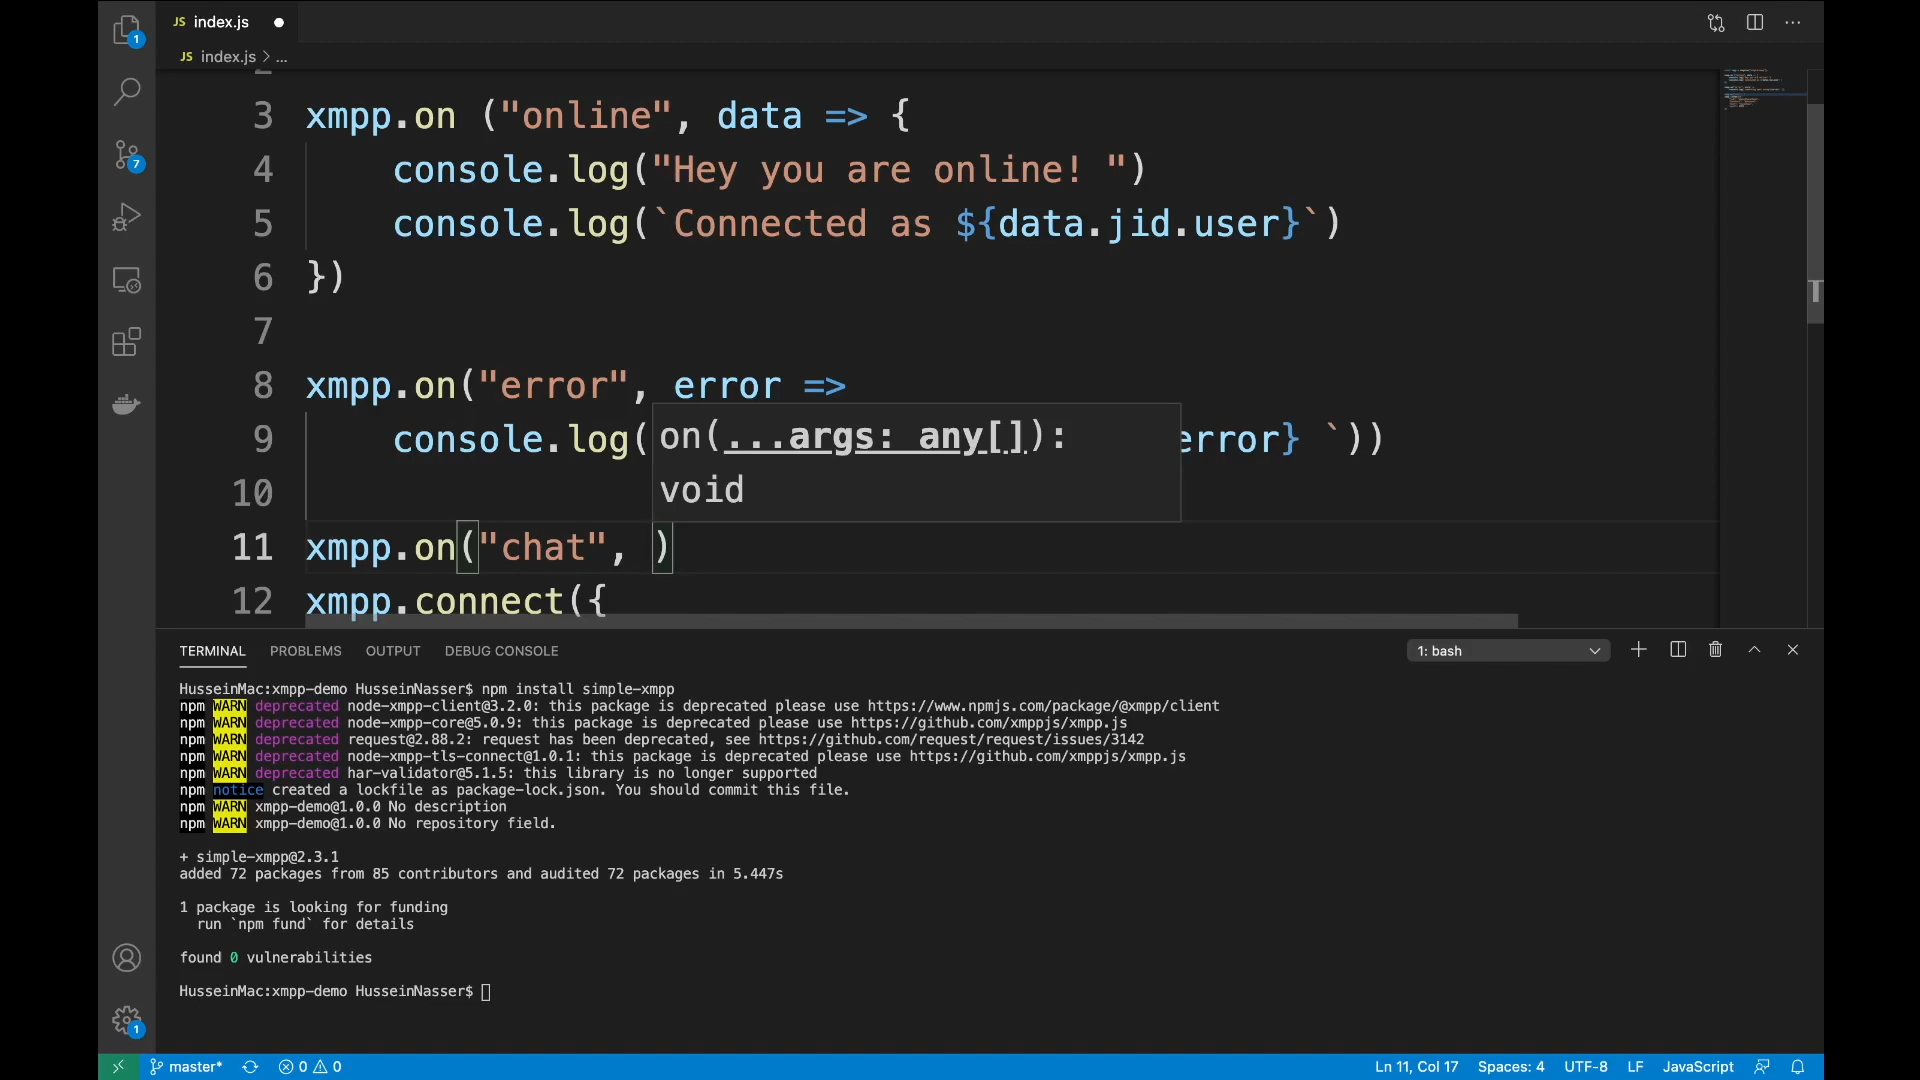 1
7
1
JS index.js
JS index.js > ...
2
3 xmpp.on ("online", data => {
4 console.log("Hey you are online! ")
5 console.log(`Connected as ${data.jid.user}`)
6 })
7
8 xmpp.on("error", error =>
9 console.log( error} `))
on(...args: any[]):
void
10
11 xmpp.on("chat", )
12 xmpp.connect({
TERMINAL PROBLEMS OUTPUT DEBUG CONSOLE 1: bash
HusseinMac:xmpp-demo HusseinNasser$ npm install simple-xmpp
npm WARN deprecated node-xmpp-client@3.2.0: this package is deprecated please use https://www.npmjs.com/package/@xmpp/client
npm WARN deprecated node-xmpp-core@5.0.9: this package is deprecated please use https://github.com/xmppjs/xmpp.js
npm WARN deprecated request@2.88.2: request has been deprecated, see https://github.com/request/request/issues/3142
npm WARN deprecated node-xmpp-tls-connect@1.0.1: this package is deprecated please use https://github.com/xmppjs/xmpp.js
npm WARN deprecated har-validator@5.1.5: this library is no longer supported
npm notice created a lockfile as package-lock.json. You should commit this file.
npm WARN xmpp-demo@1.0.0 No description
npm WARN xmpp-demo@1.0.0 No repository field.
+ simple-xmpp@2.3.1
added 72 packages from 85 contributors and audited 72 packages in 5.447s
1 package is looking for funding
run `npm fund` for details
found 0 vulnerabilities
HusseinMac:xmpp-demo HusseinNasser$
master* 0 0 Ln 11, Col 17 Spaces: 4 UTF-8 LF JavaScript